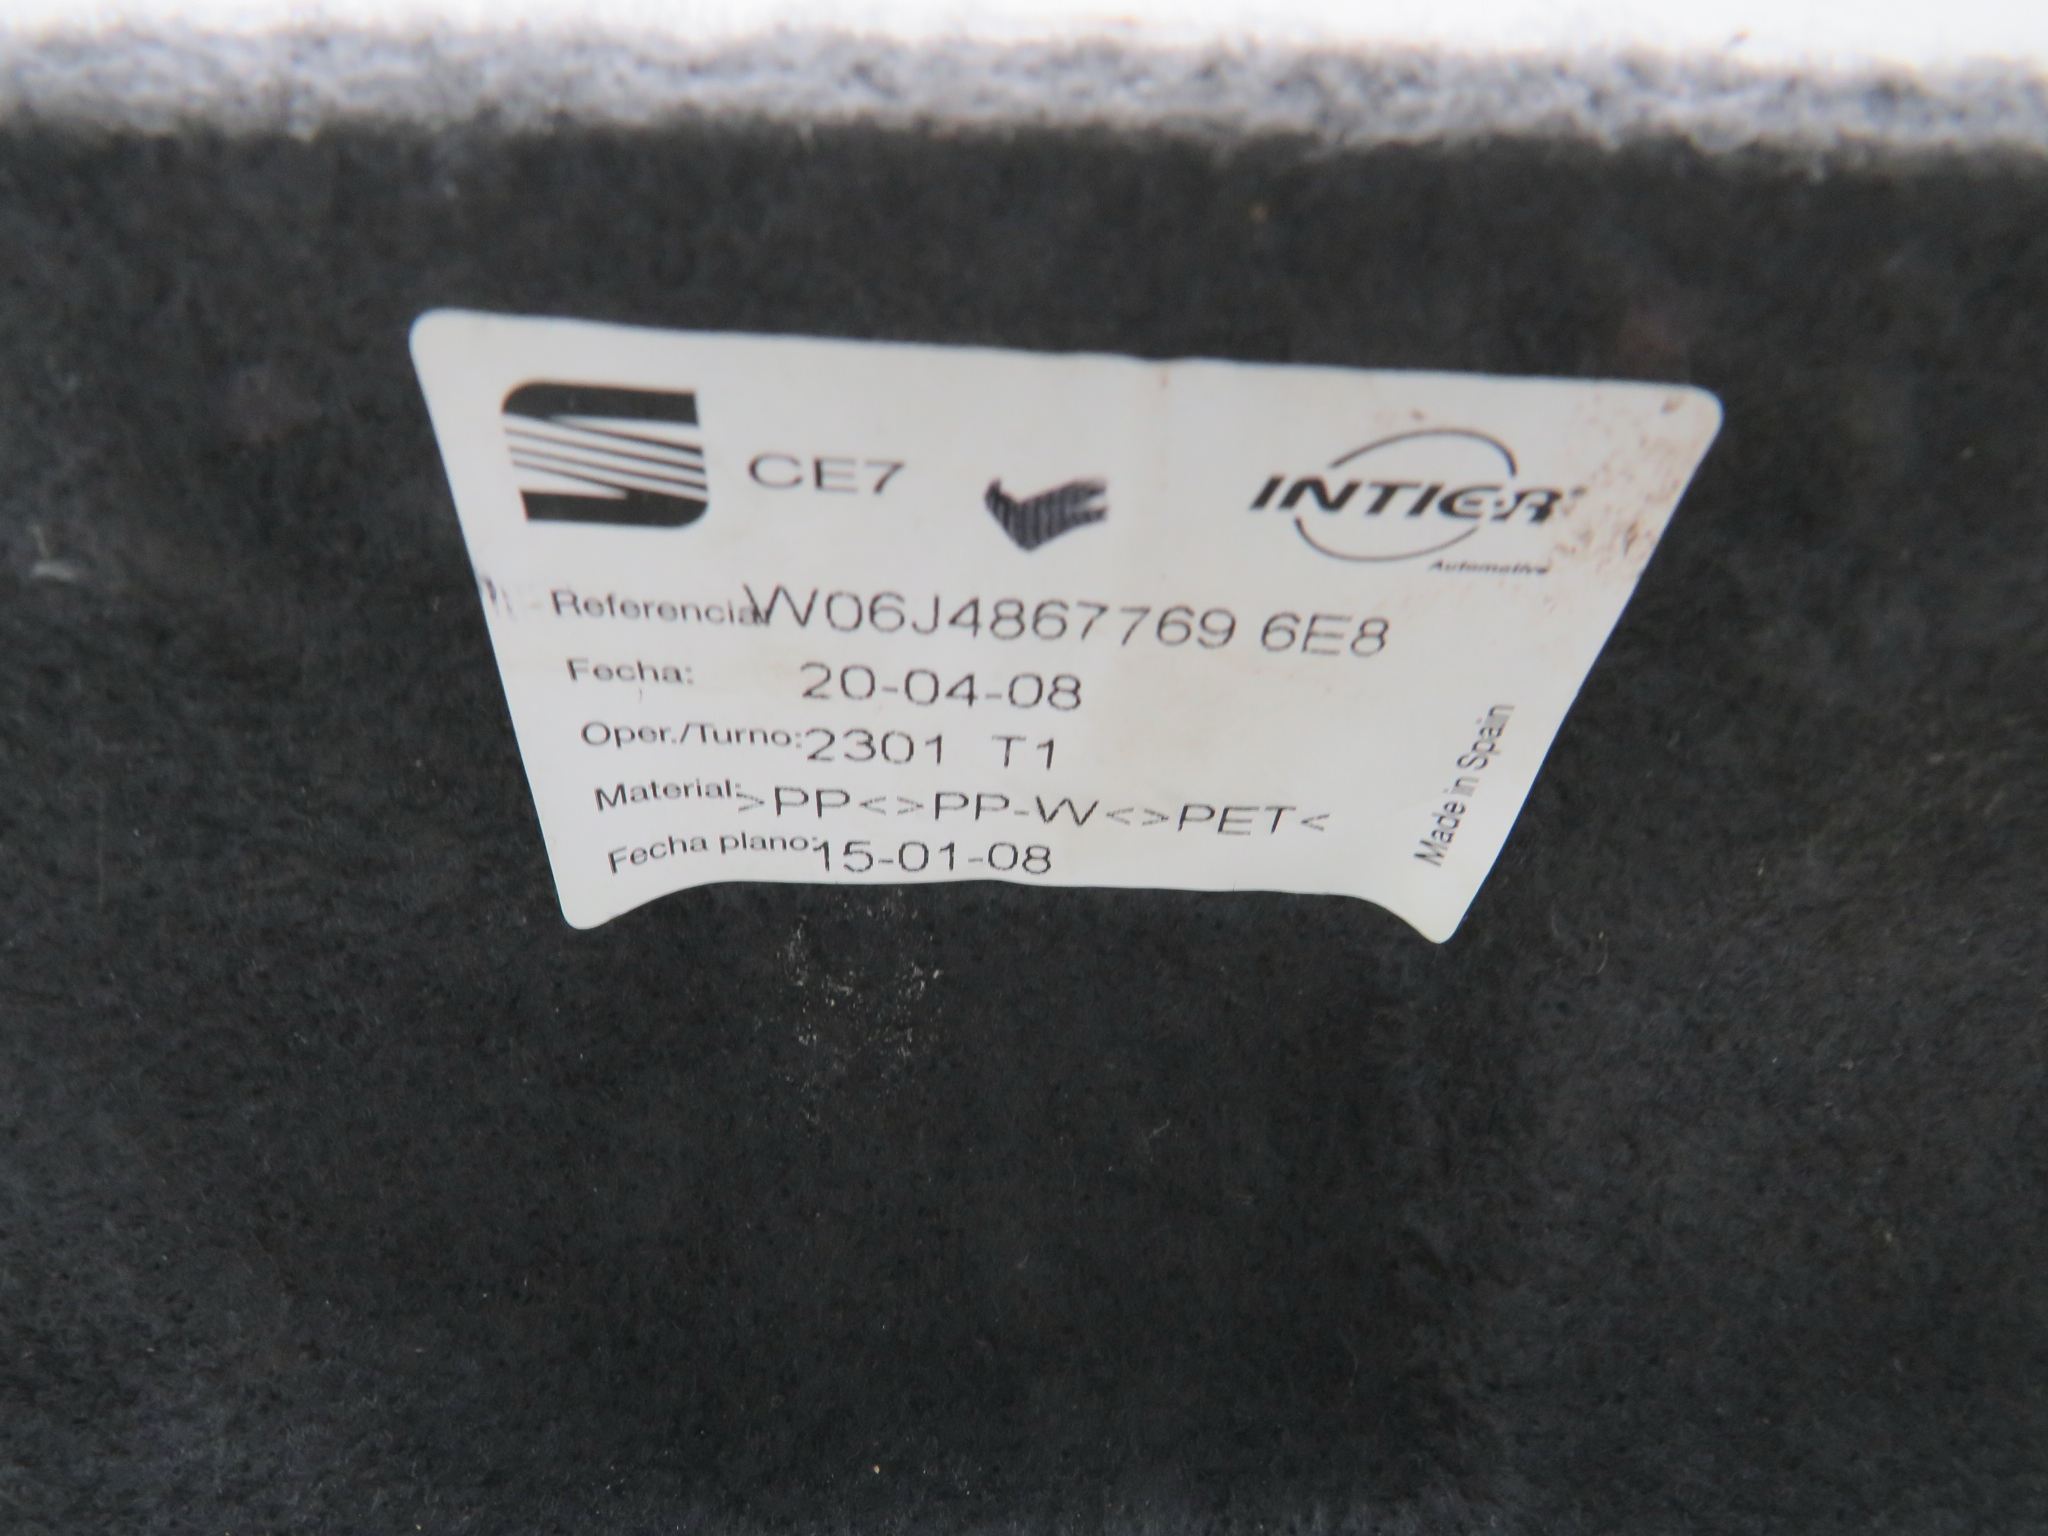 CE7
INTIER
Automotive
Referencia W06J4867769 6E8
Fecha: 20-04-08
Oper./Turno: 2301 T1
Material: >PP<>PP-W<>PET<
Fecha plano: 15-01-08
Made in Spain